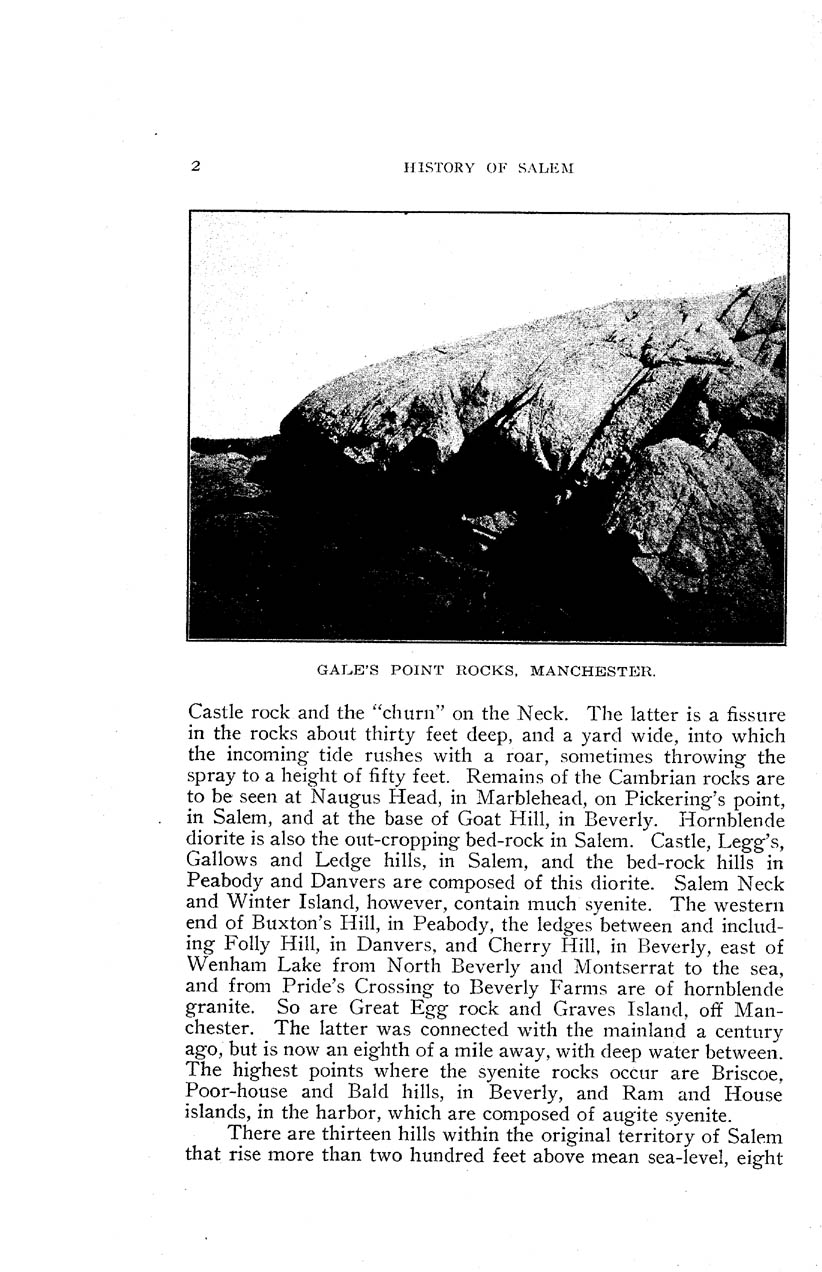 2 HISTORY OF SALEM
GALE'S POINT ROCKS, MANCHESTER.
Castle rock and the "churn" on the Neck. The latter is a fissure
in the rocks about thirty feet deep, and a yard wide, into which
the incoming tide rushes with a roar, sometimes throwing the
spray to a height of fifty feet. Remains of the Cambrian rocks are
to be seen at Naugus Head, in Marblehead, on Pickering's point,
in Salem, and at the base of Goat Hill, in Beverly. Hornblende
diorite is also the out-cropping bed-rock in Salem. Castle, Legg's,
Gallows and Ledge hills, in Salem, and the bed-rock hills in
Peabody and Danvers are composed of this diorite. Salem Neck
and Winter Island, however, contain much syenite. The western
end of Buxton's Hill, in Peabody, the ledges between and includ-
ing Folly Hill, in Danvers, and Cherry Hill, in Beverly, east of
Wenham Lake from North Beverly and Montserrat to the sea,
and from Pride's Crossing to Beverly Farms are of hornblende
granite. So are Great Egg rock and Graves Island, off Man-
chester. The latter was connected with the mainland a century
ago, but is now an eighth of a mile away, with deep water between.
The highest points where the syenite rocks occur are Briscoe,
Poor-house and Bald hills, in Beverly, and Ram and House
islands, in the harbor, which are composed of augite syenite.
There are thirteen hills within the original territory of Salem
that rise more than two hundred feet above mean sea-level, eight